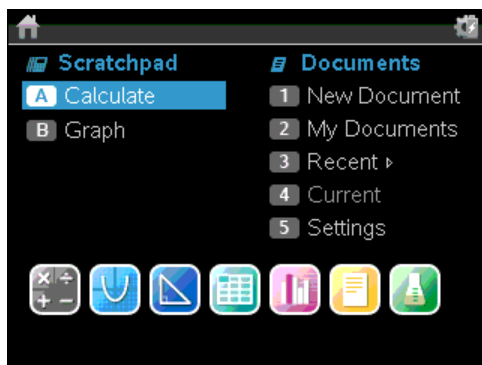 Scratchpad
A Calculate
B Graph
Documents
1 New Document
2 My Documents
3 Recent ▹
4 Current
5 Settings
× ÷
+ −